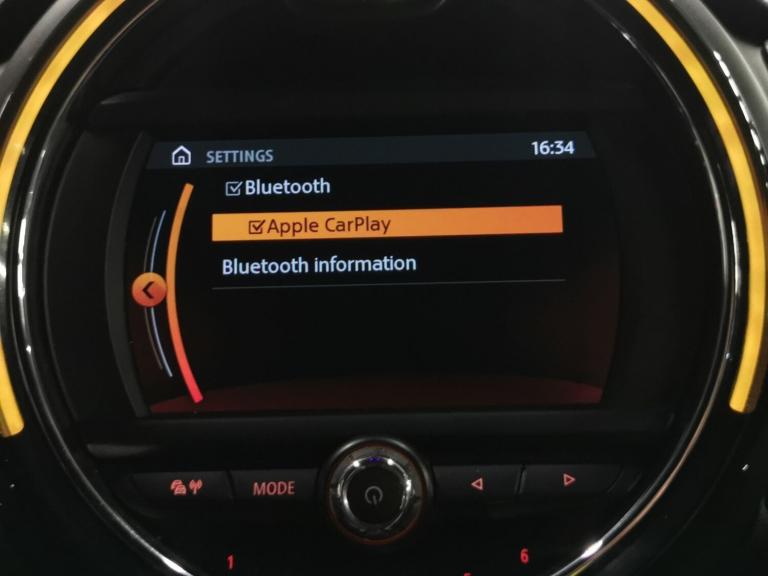 SETTINGS 16:34
Bluetooth
Apple CarPlay
Bluetooth information
MODE
1 6